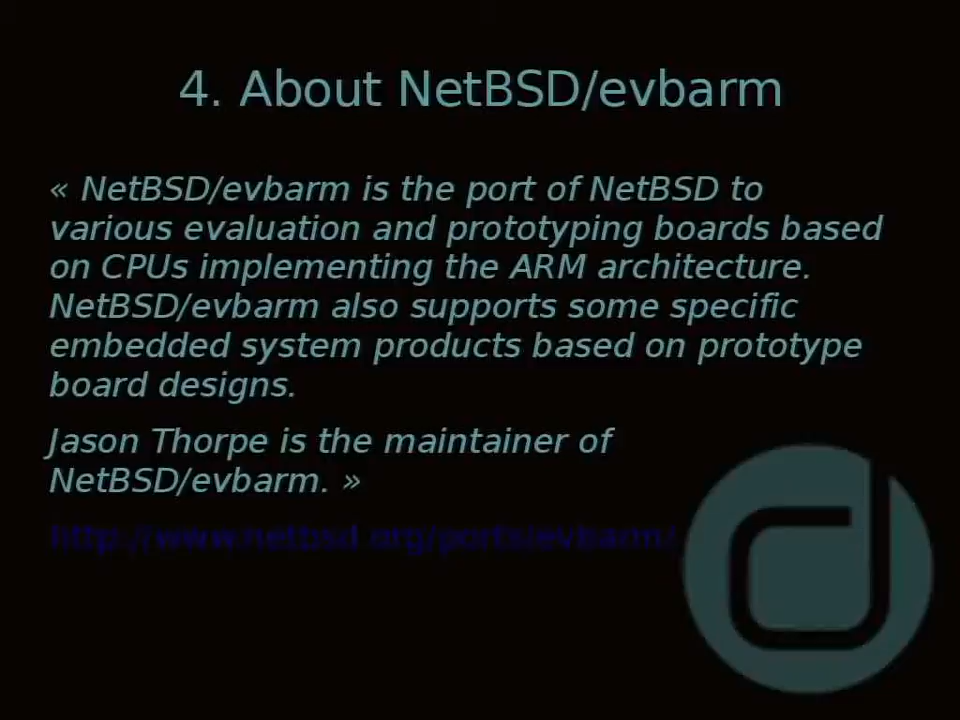 4. About NetBSD/evbarm
« NetBSD/evbarm is the port of NetBSD to
various evaluation and prototyping boards based
on CPUs implementing the ARM architecture.
NetBSD/evbarm also supports some specific
embedded system products based on prototype
board designs.
Jason Thorpe is the maintainer of
NetBSD/evbarm. »
http://www.netbsd.org/ports/evbarm/